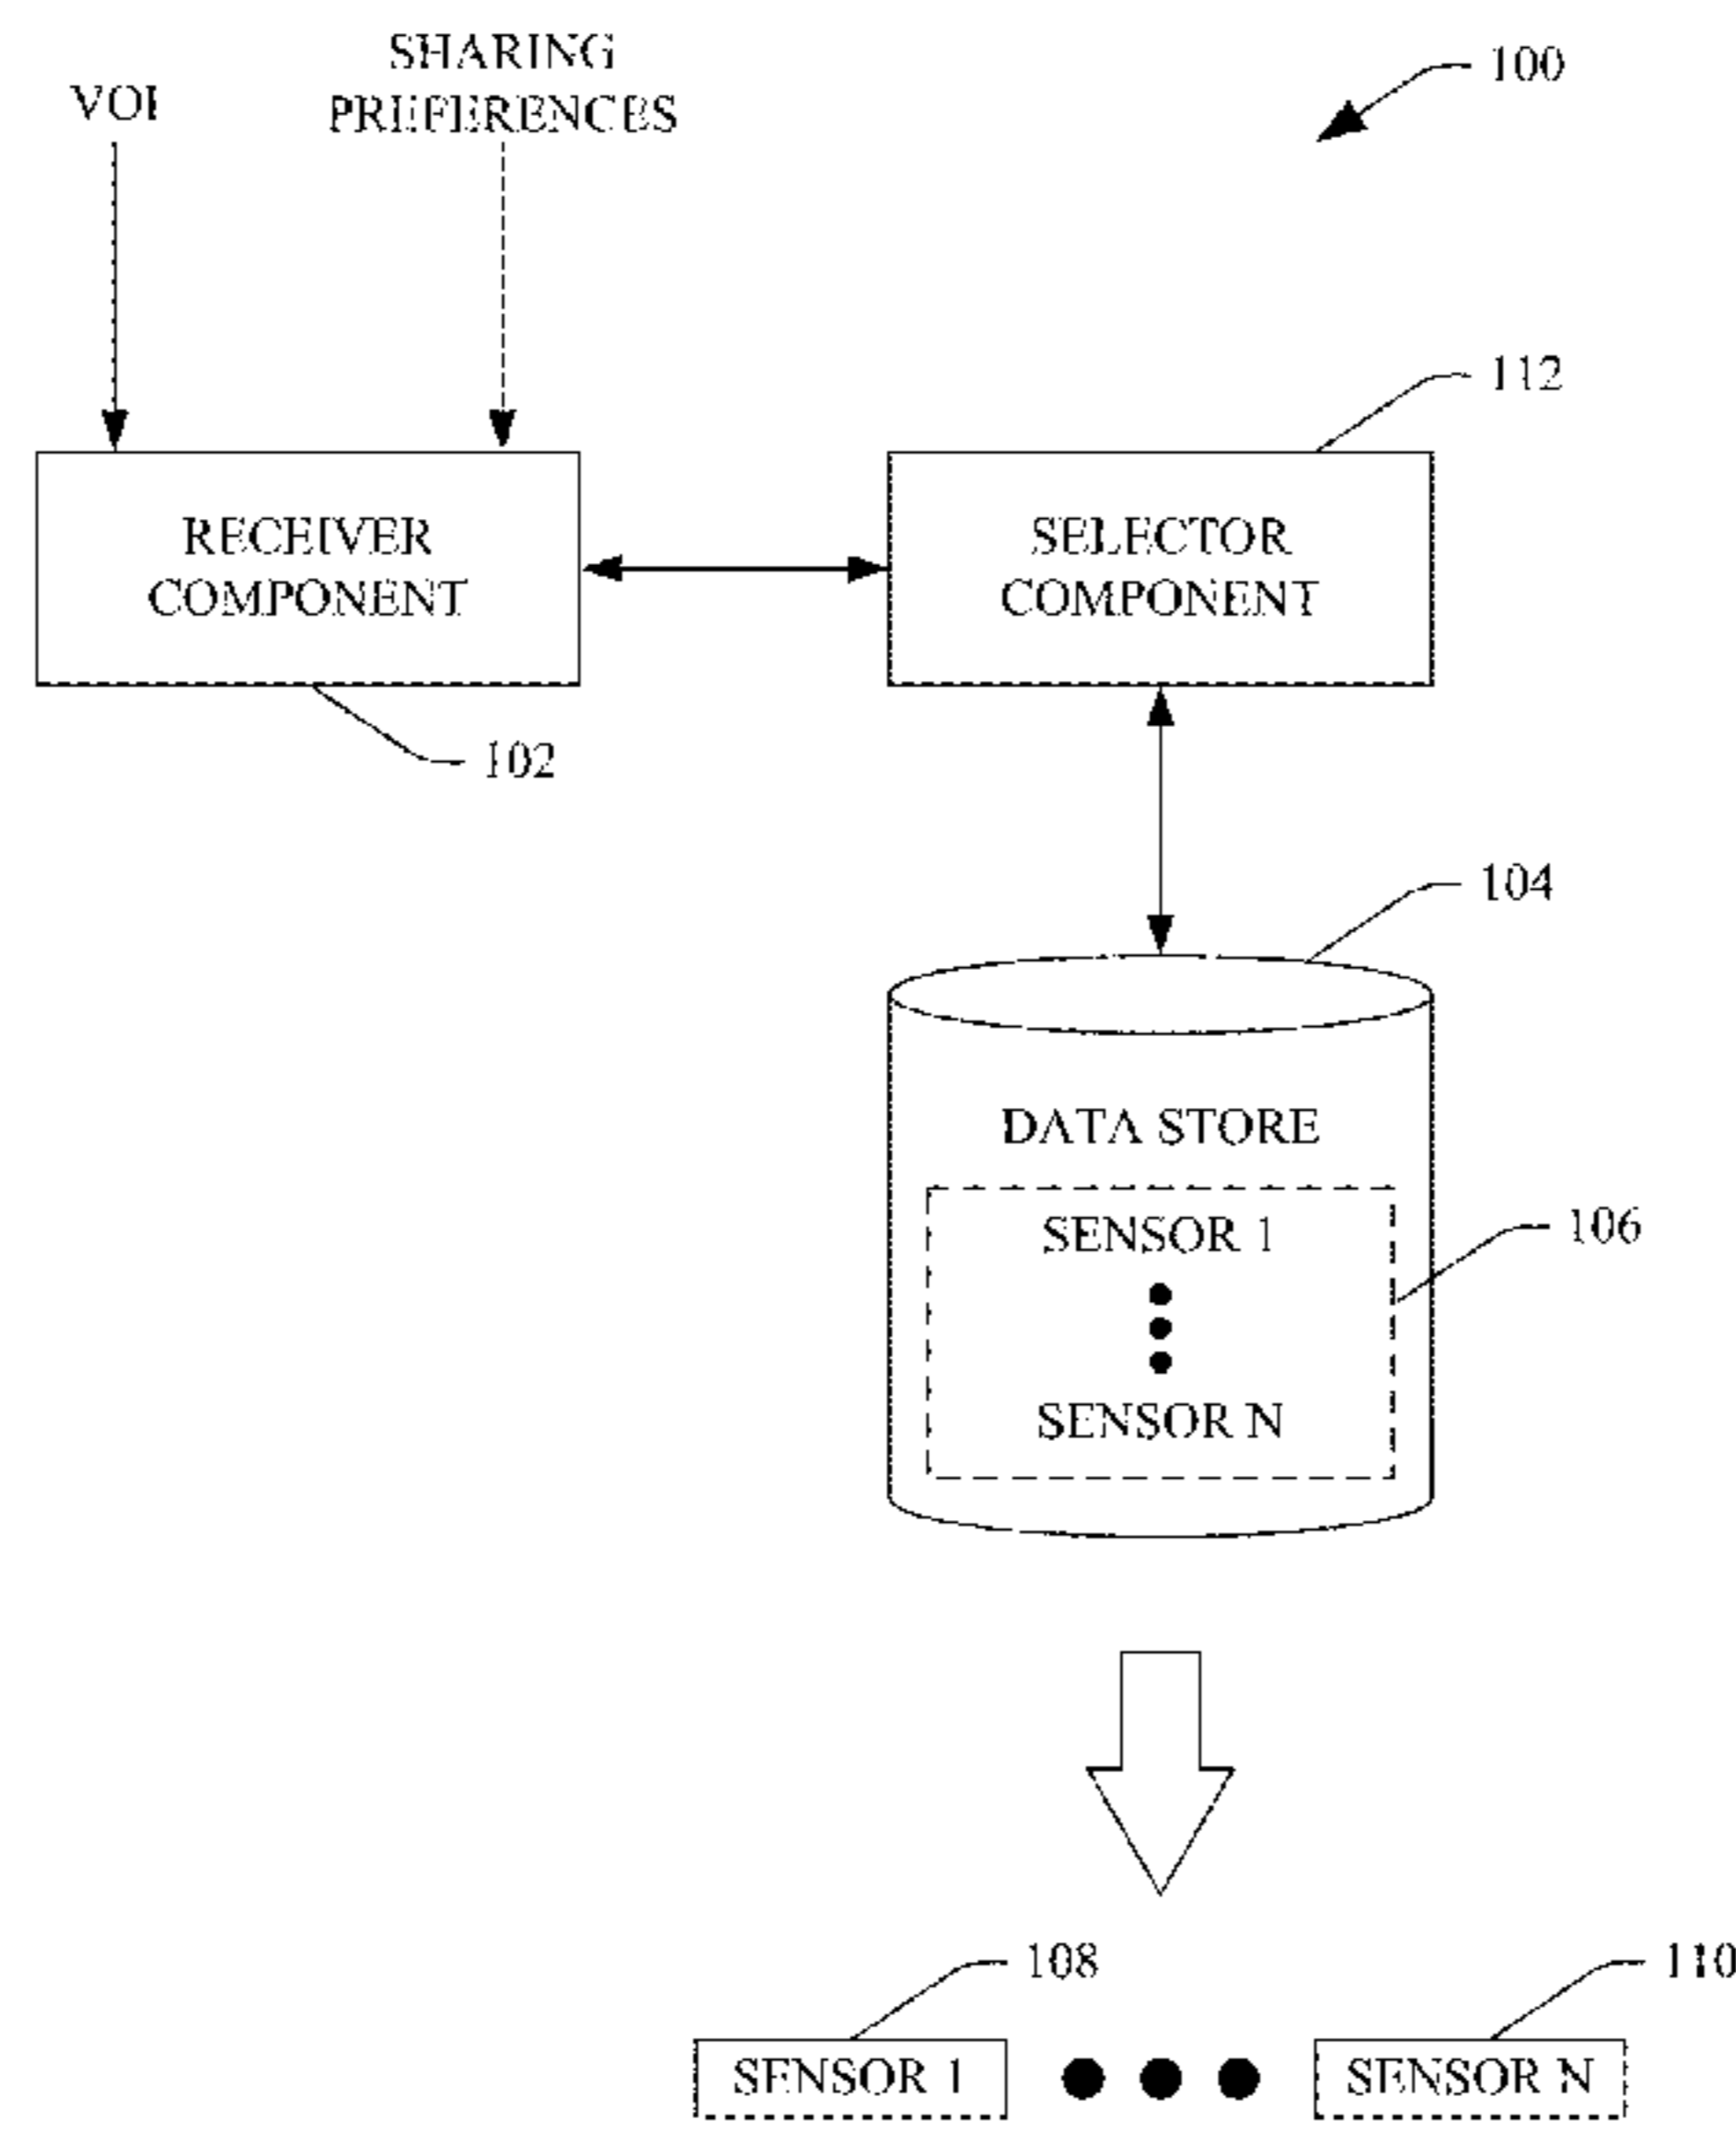 VOI
SHARING
PREFERENCES
100
112
RECEIVER
COMPONENT
SELECTOR
COMPONENT
102
104
DATA STORE
SENSOR 1
106
SENSOR N
108
110
SENSOR 1
SENSOR N